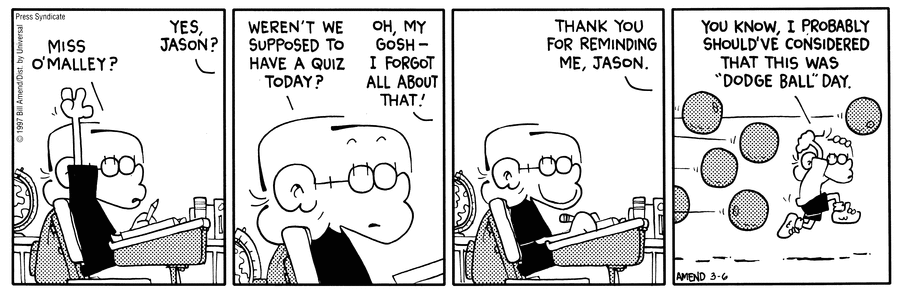 Press Syndicate
© 1997 Bill Amend/Dist. by Universal
MISS
O'MALLEY?
YES,
JASON?
WEREN'T WE
SUPPOSED TO
HAVE A QUIZ
TODAY?
OH, MY
GOSH–
I FORGOT
ALL ABOUT
THAT!
THANK YOU
FOR REMINDING
ME, JASON.
YOU KNOW, I PROBABLY
SHOULD'VE CONSIDERED
THAT THIS WAS
"DODGE BALL" DAY.
AMEND 3-6